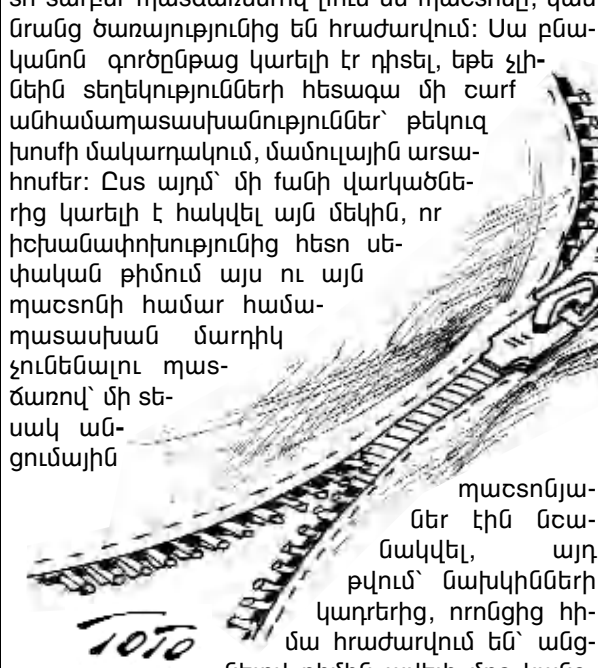 նրանց ծառայությունից են հրաժարվում: Սա բնա-
կանոն գործընթաց կարելի էր դիտել, եթե չլի-
նեին տեղեկությունների հետագա մի շարք
անհամապատասխանություններ՝ թեկուզ
խոսքի մակարդակում, մամուլային արտա-
հոսքեր: Ըստ այդմ՝ մի քանի վարկածնե-
րից կարելի է հակվել այն մեկին, որ
իշխանափոխությունից հետո սե-
փական թիմում այս ու այն
պաշտոնի համար համա-
պատասխան մարդիկ
չունենալու պատ-
ճառով՝ մի տե-
սակ ան-
ցումային
պաշտոնյա-
ներ էին նշա-
նակվել, այդ
թվում՝ նախկինների
կադրերից, որոնցից հի-
մա հրաժարվում են՝ անց-